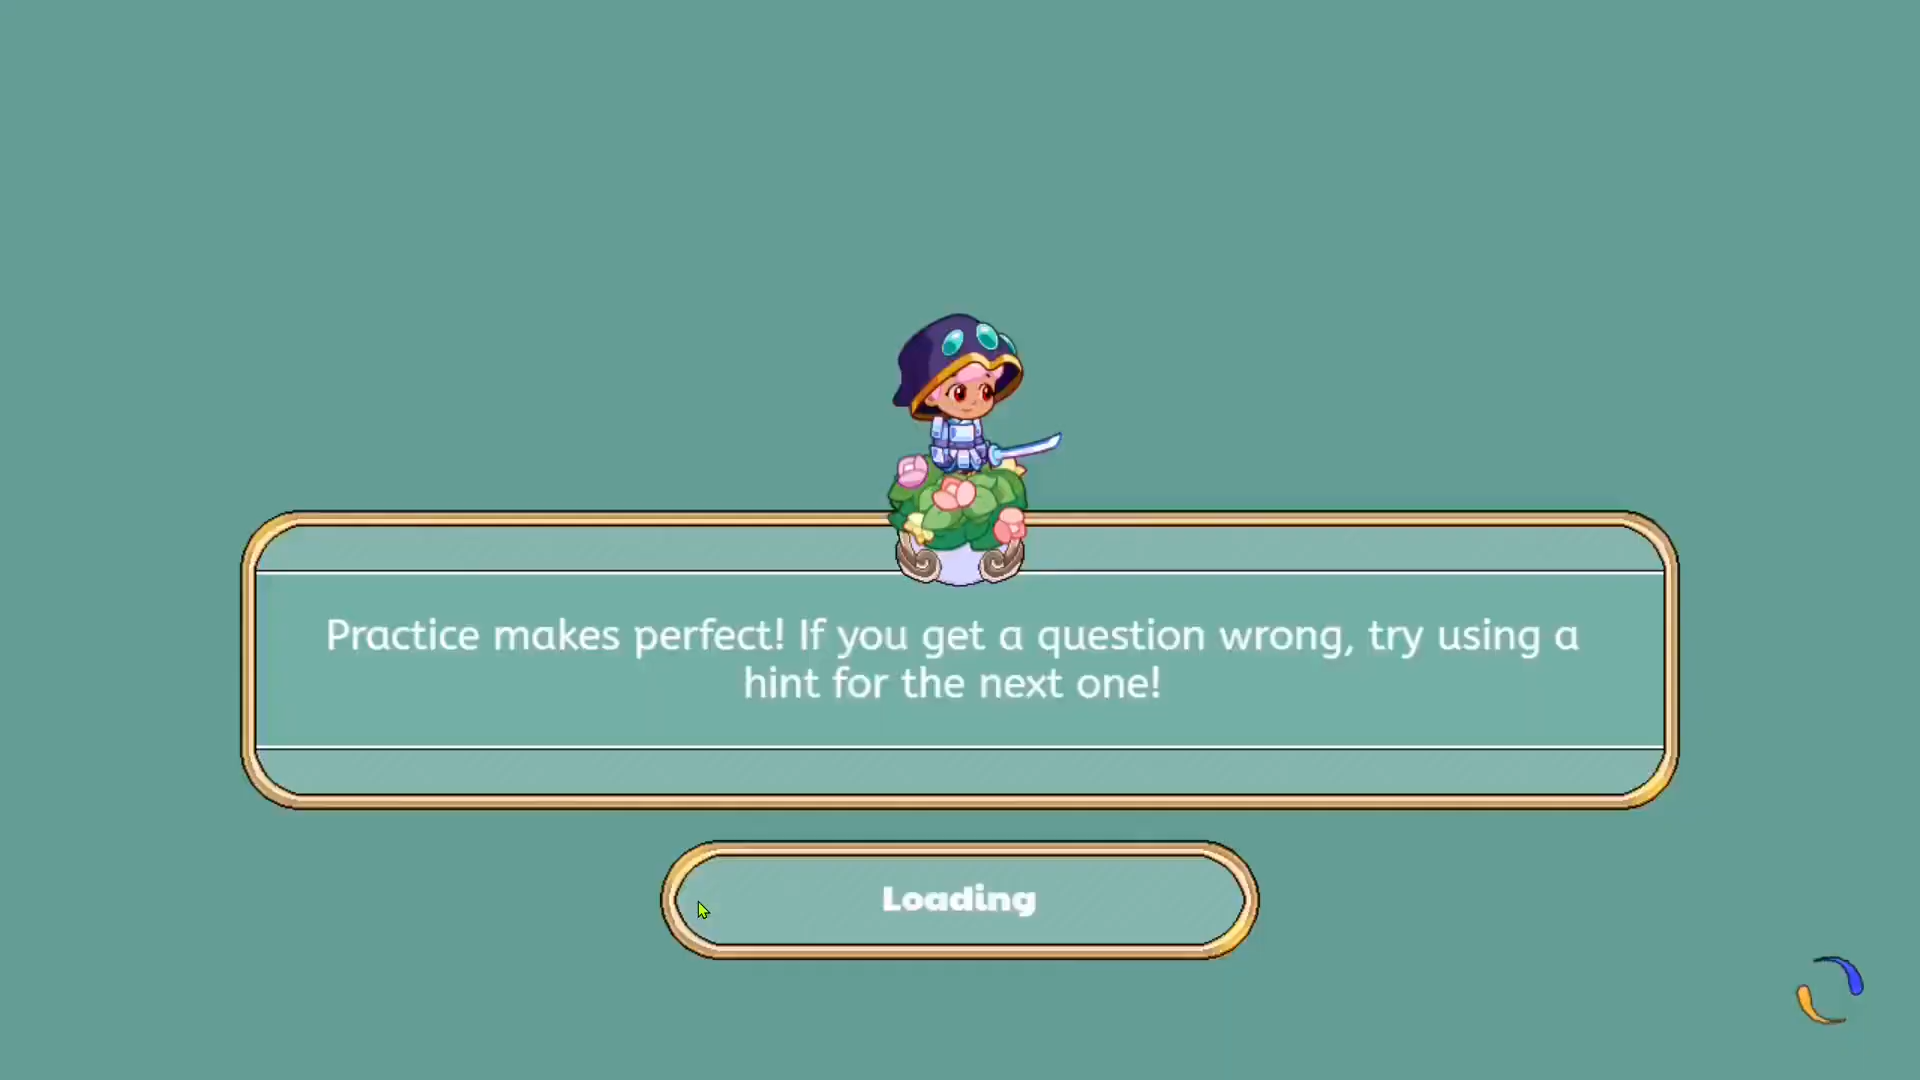 Practice makes perfect! If you get a question wrong, try using a
hint for the next one!
Loading